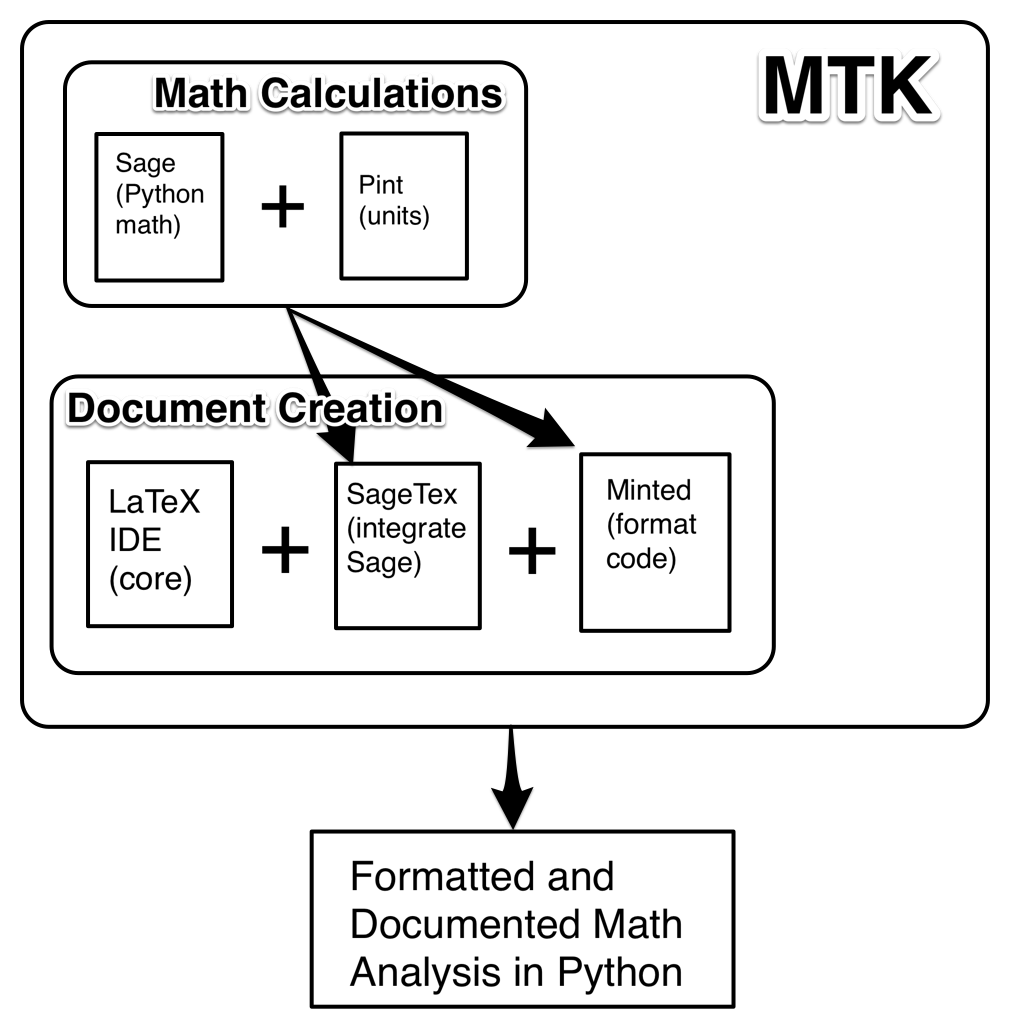 MTK
Math Calculations
Sage
(Python
math)
+
Pint
(units)
Document Creation
LaTeX
IDE
(core)
+
SageTex
(integrate
Sage)
+
Minted
(format
code)
Formatted and
Documented Math
Analysis in Python